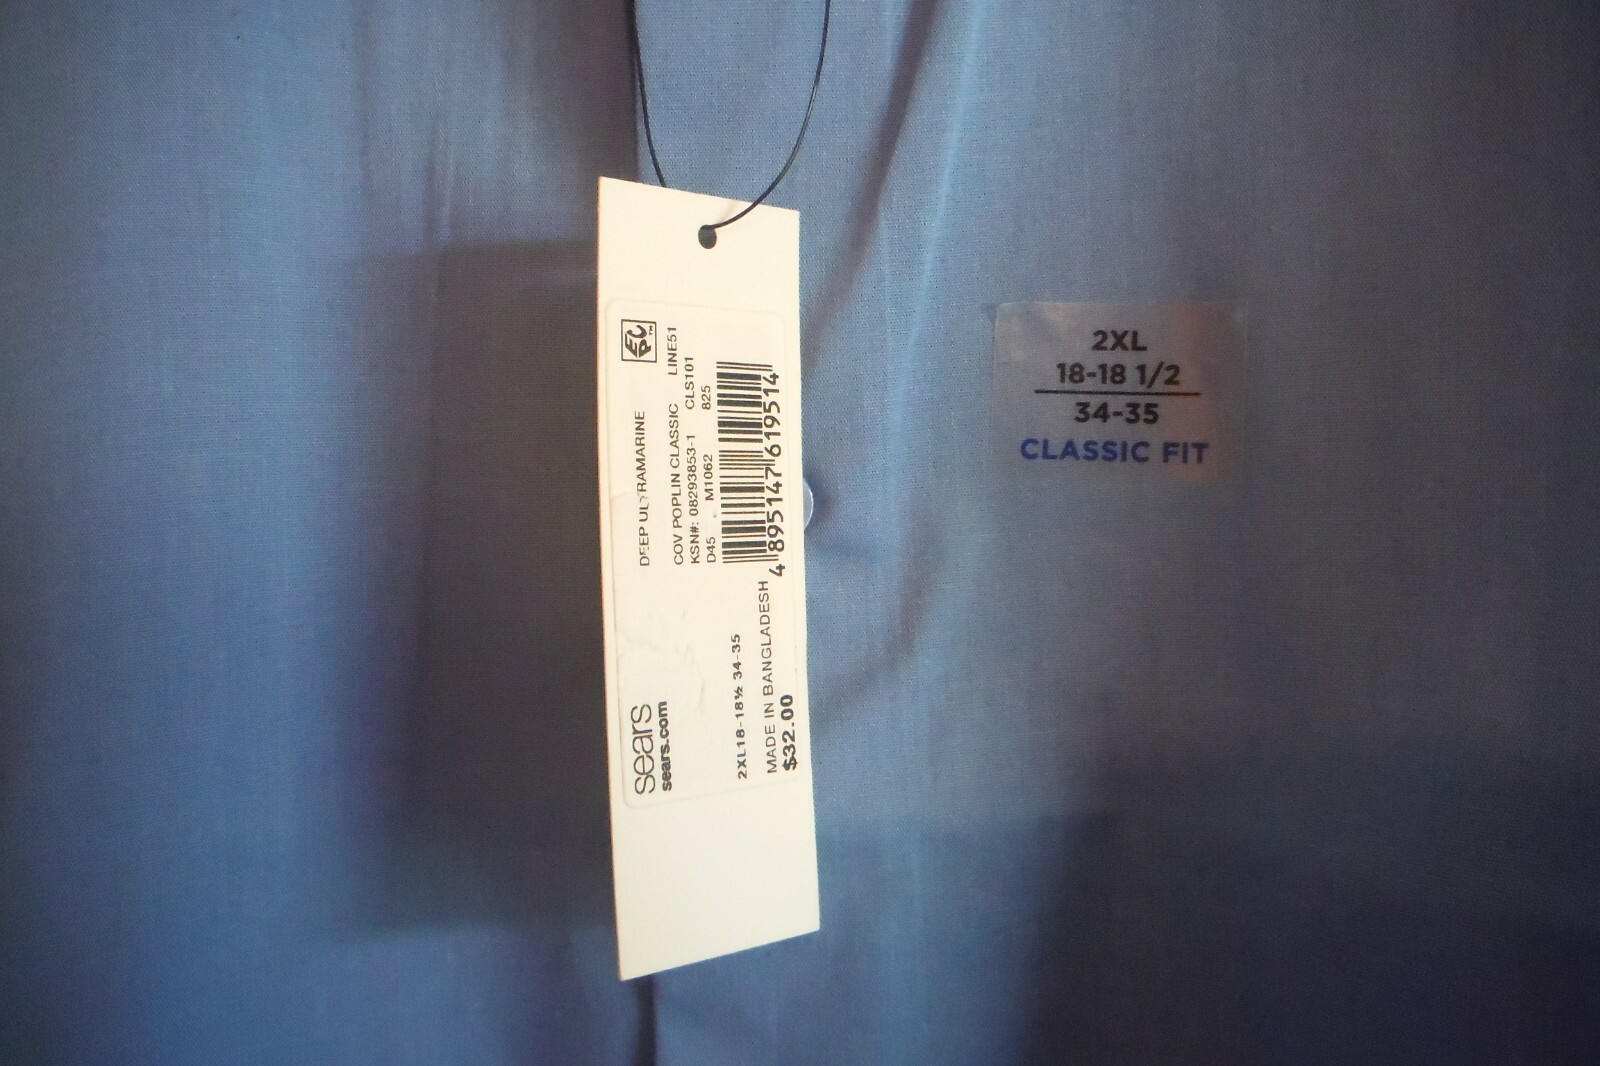 DEEP ULTRAMARINE
COV POPLIN CLASSIC LINE51
KSN#: 08293853-1 CLS101
D45 M1062 825
4 895147 619514
sears
sears.com
2XL18-18½ 34-35
MADE IN BANGLADESH
$32.00
2XL
18-18 1/2
34-35
CLASSIC FIT